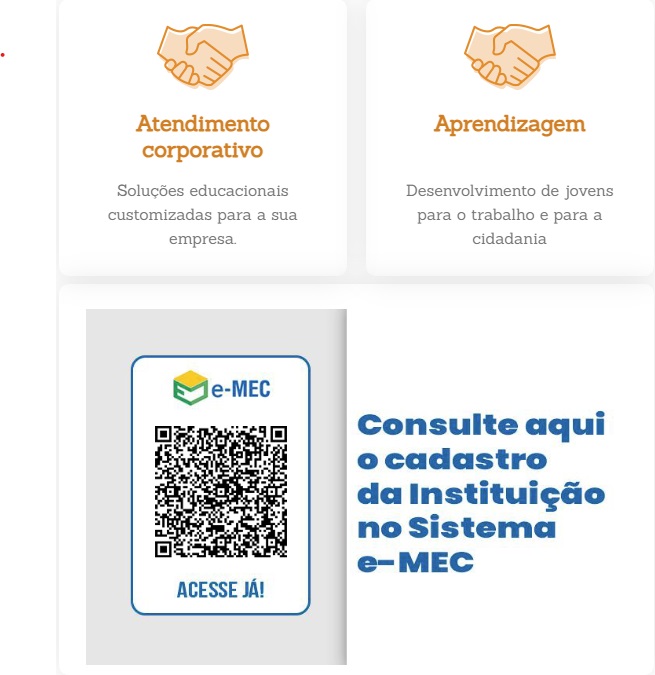 Atendimento
corporativo
Soluções educacionais
customizadas para a sua
empresa.
Aprendizagem
Desenvolvimento de jovens
para o trabalho e para a
cidadania
e-MEC
ACESSE JÁ!
Consulte aqui
o cadastro
da Instituição
no Sistema
e-MEC